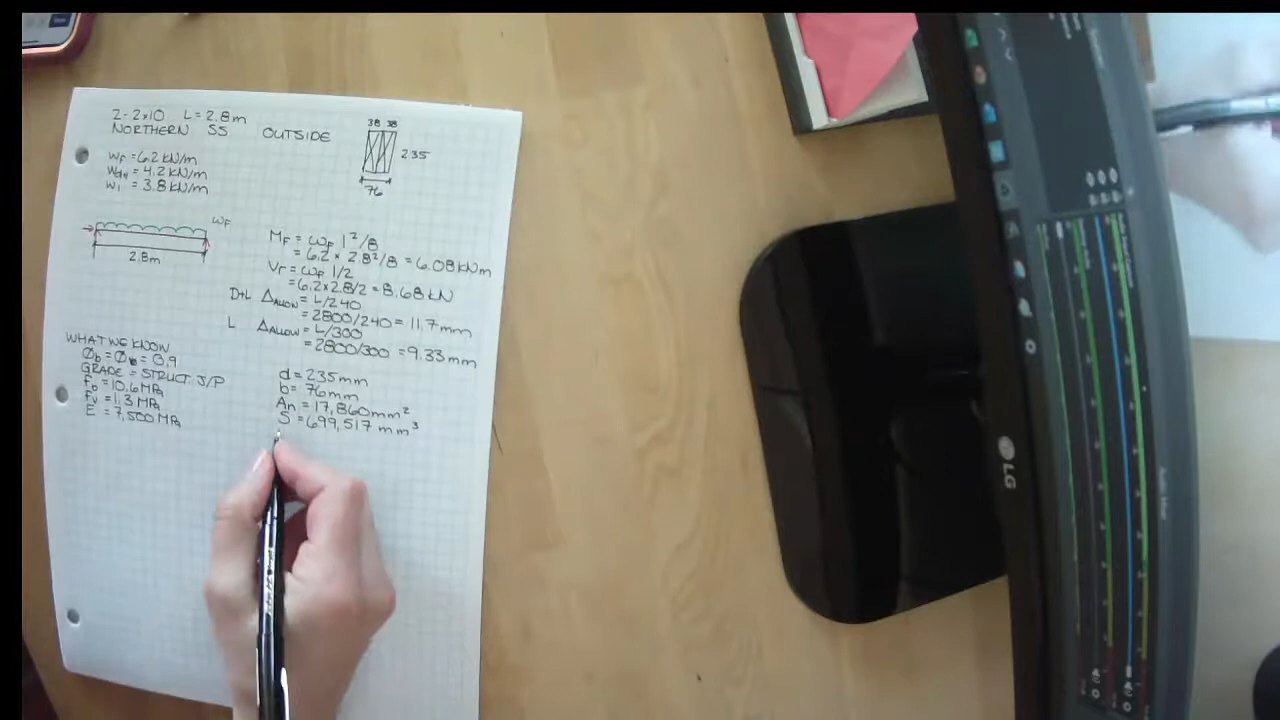 2-2x10 L=2.8m
NORTHERN SS OUTSIDE
38 38
235
76
wf = 6.2 kN/m
= 4.2 kN/m
wl = 3.8 kN/m
wf
2.8m
Mf = wf l²/8
= 6.2 x 2.8²/8 = 6.08 kNm
Vr = wf l/2
= 6.2x2.8/2 = 8.68 kN
D+L ΔALLOW = L/240
= 2800/240 = 11.7mm
L ΔALLOW = L/300
= 2800/300 = 9.33mm
WHAT WE KNOW
Øb = Øv = 0.9
GRADE = STRUCT. J/P
fb = 10.6 MPa
fv = 1.3 MPa
E = 7,500 MPa
d = 235mm
b = 76mm
An = 17,860mm²
S = 699,517 mm³
LG